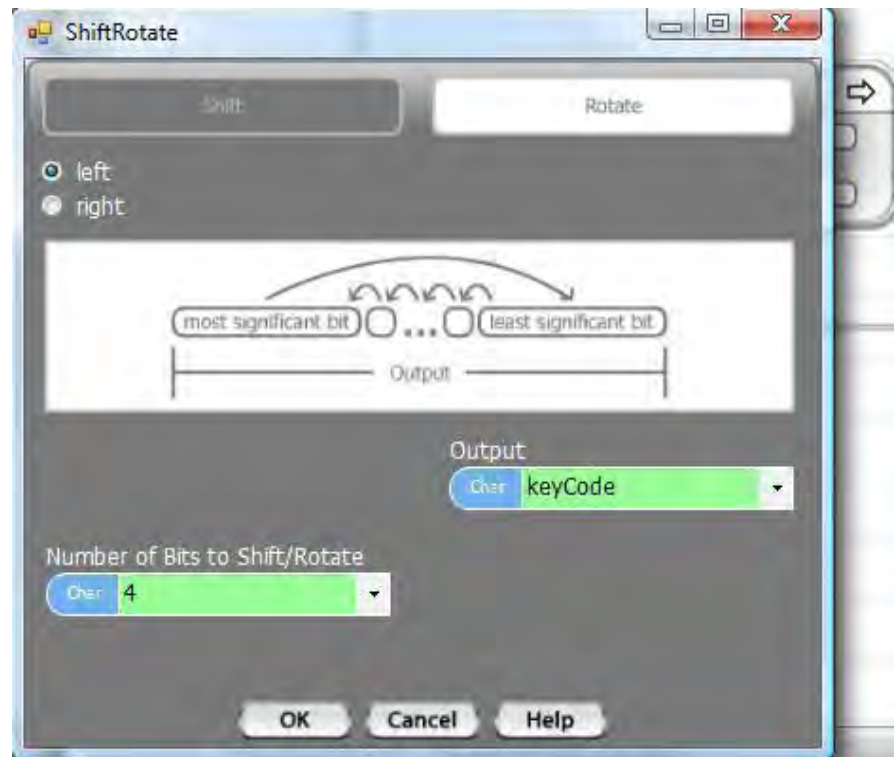 ShiftRotate
Shift Rotate
left
right
most significant bit ... least significant bit
Output
Output
Char keyCode
Number of Bits to Shift/Rotate
Char 4
OK Cancel Help